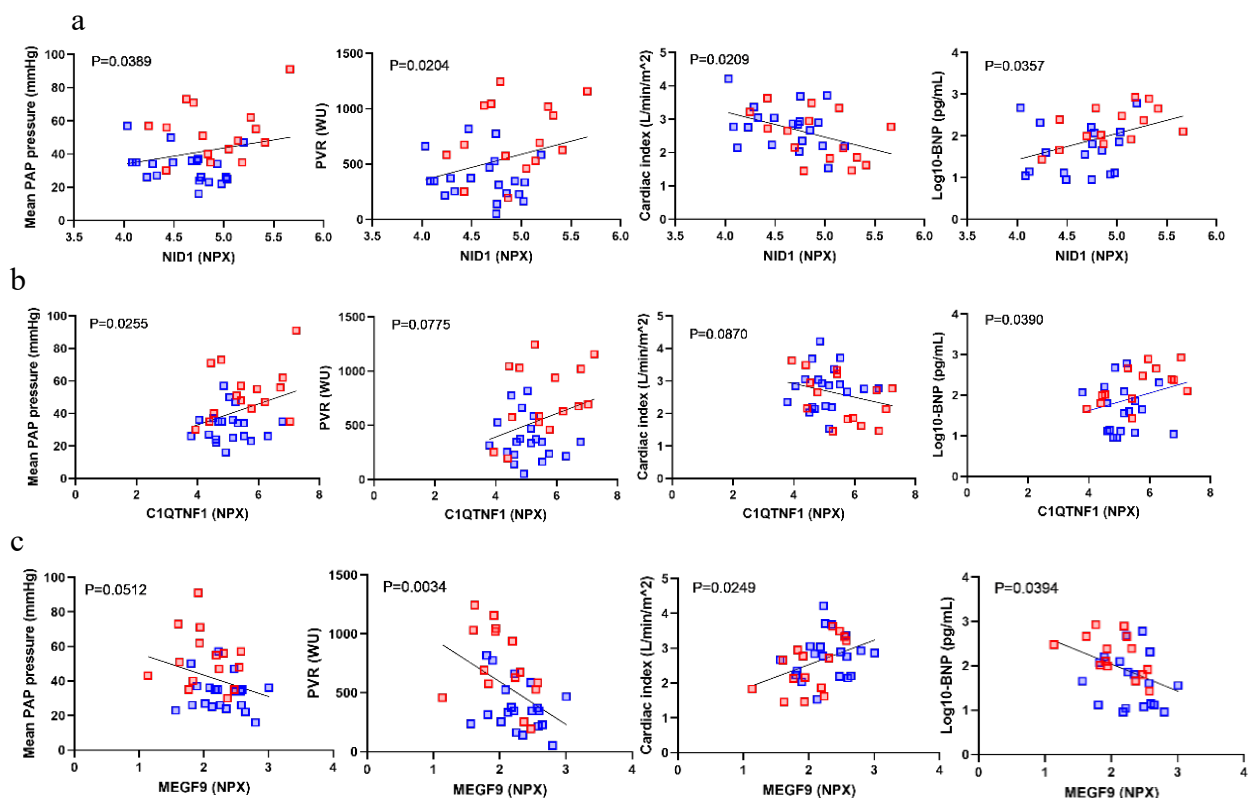 a
P=0.0389
Mean PAP pressure (mmHg)
100
80
60
40
20
0
3.5 4.0 4.5 5.0 5.5 6.0
NID1 (NPX)
P=0.0204
PVR (WU)
1500
1000
500
0
3.5 4.0 4.5 5.0 5.5 6.0
NID1 (NPX)
P=0.0209
Cardiac index (L/min/m^2)
5
4
3
2
1
0
3.5 4.0 4.5 5.0 5.5 6.0
NID1 (NPX)
P=0.0357
Log10-BNP (pg/mL)
4
3
2
1
0
3.5 4.0 4.5 5.0 5.5 6.0
NID1 (NPX)
b
P=0.0255
Mean PAP pressure (mmHg)
100
80
60
40
20
0
0 2 4 6 8
C1QTNF1 (NPX)
P=0.0775
PVR (WU)
1500
1000
500
0
0 2 4 6 8
C1QTNF1 (NPX)
P=0.0870
Cardiac index (L/min/m^2)
5
4
3
2
1
0
0 2 4 6 8
C1QTNF1 (NPX)
P=0.0390
Log10-BNP (pg/mL)
4
3
2
1
0
0 2 4 6 8
C1QTNF1 (NPX)
c
P=0.0512
Mean PAP pressure (mmHg)
100
80
60
40
20
0
0 1 2 3 4
MEGF9 (NPX)
P=0.0034
PVR (WU)
1500
1000
500
0
0 1 2 3 4
MEGF9 (NPX)
P=0.0249
Cardiac index (L/min/m^2)
5
4
3
2
1
0
0 1 2 3 4
MEGF9 (NPX)
P=0.0394
Log10-BNP (pg/mL)
4
3
2
1
0
0 1 2 3 4
MEGF9 (NPX)